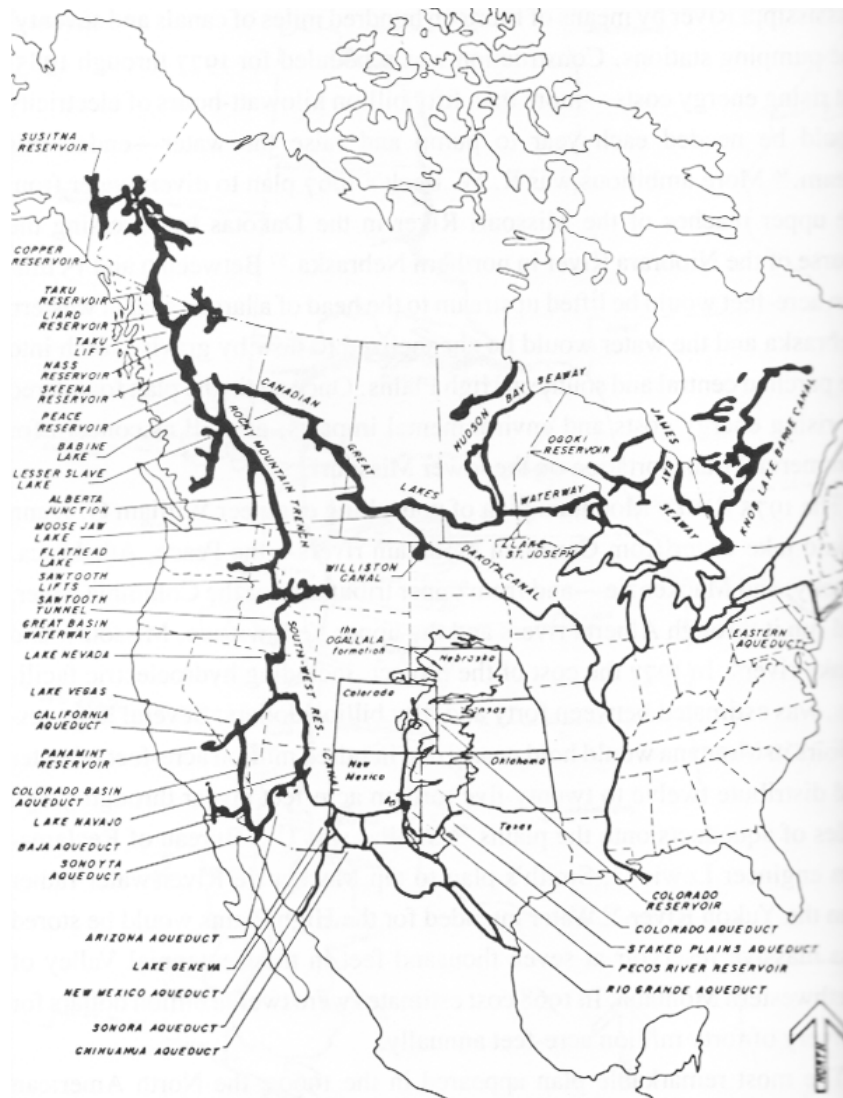 SUSITNA
RESERVOIR
COPPER
RESERVOIR
TAKU
RESERVOIR
LIARD
RESERVOIR
TAKU
LIFT
NASS
RESERVOIR
SKEENA
RESERVOIR
PEACE
RESERVOIR
BABINE
LAKE
LESSER SLAVE
LAKE
ALBERTA
JUNCTION
MOOSE JAW
LAKE
FLATHEAD
LAKE
SAWTOOTH
LIFTS
SAWTOOTH
TUNNEL
GREAT BASIN
WATERWAY
LAKE NEVADA
LAKE VEGAS
CALIFORNIA
AQUEDUCT
PANAMINT
RESERVOIR
COLORADO BASIN
AQUEDUCT
LAKE NAVAJO
BAJA AQUEDUCT
SONOYTA
AQUEDUCT
ARIZONA AQUEDUCT
LAKE GENEVA
NEW MEXICO AQUEDUCT
SONORA AQUEDUCT
CHIHUAHUA AQUEDUCT
CANADIAN
GREAT
LAKES
WATERWAY
ROCKY MOUNTAIN TRENCH
HUDSON BAY SEAWAY
OGOKI
RESERVOIR
JAMES
BAY
SEAWAY
KNOB LAKE BARGE CANAL
LAKE
ST. JOSEPH
WILLISTON
CANAL
DAKOTA CANAL
SOUTHWEST RES.
the
OGALLALA
formation
Nebraska
Colorado
Kansas
New
Mexico
Oklahoma
Texas
EASTERN
AQUEDUCT
COLORADO
RESERVOIR
COLORADO AQUEDUCT
STAKED PLAINS AQUEDUCT
PECOS RIVER RESERVOIR
RIO GRANDE AQUEDUCT
NORTH